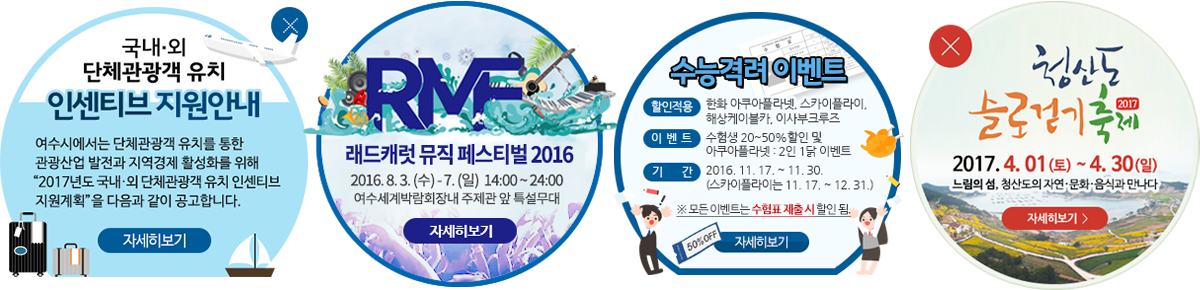 국내·외
단체관광객 유치
인센티브 지원안내
여수시에서는 단체관광객 유치를 통한
관광산업 발전과 지역경제 활성화를 위해
“2017년도 국내·외 단체관광객 유치 인센티브
지원계획”을 다음과 같이 공고합니다.
자세히보기
RMF
래드캐럿 뮤직 페스티벌 2016
2016. 8. 3. (수) - 7. (일) 14:00 ~ 24:00
여수세계박람회장내 주제관 앞 특설무대
자세히보기
수험표
수능격려 이벤트
할인적용 한화 아쿠아플라넷, 스카이플라이,
해상케이블카, 이사부크루즈
이벤트 수험생 20~50%할인 및
아쿠아플라넷 : 2인 1닭 이벤트
기간 2016. 11. 17. ~ 11. 30.
(스카이플라이는 11. 17. ~ 12. 31.)
※ 모든 이벤트는 수험표 제출 시 할인 됨.
50%OFF
자세히보기
청산도
슬로걷기 축제
2017
2017. 4. 01 (토) ~ 4. 30 (일)
느림의 섬, 청산도의 자연·문화·음식과 만나다
자세히보기 >